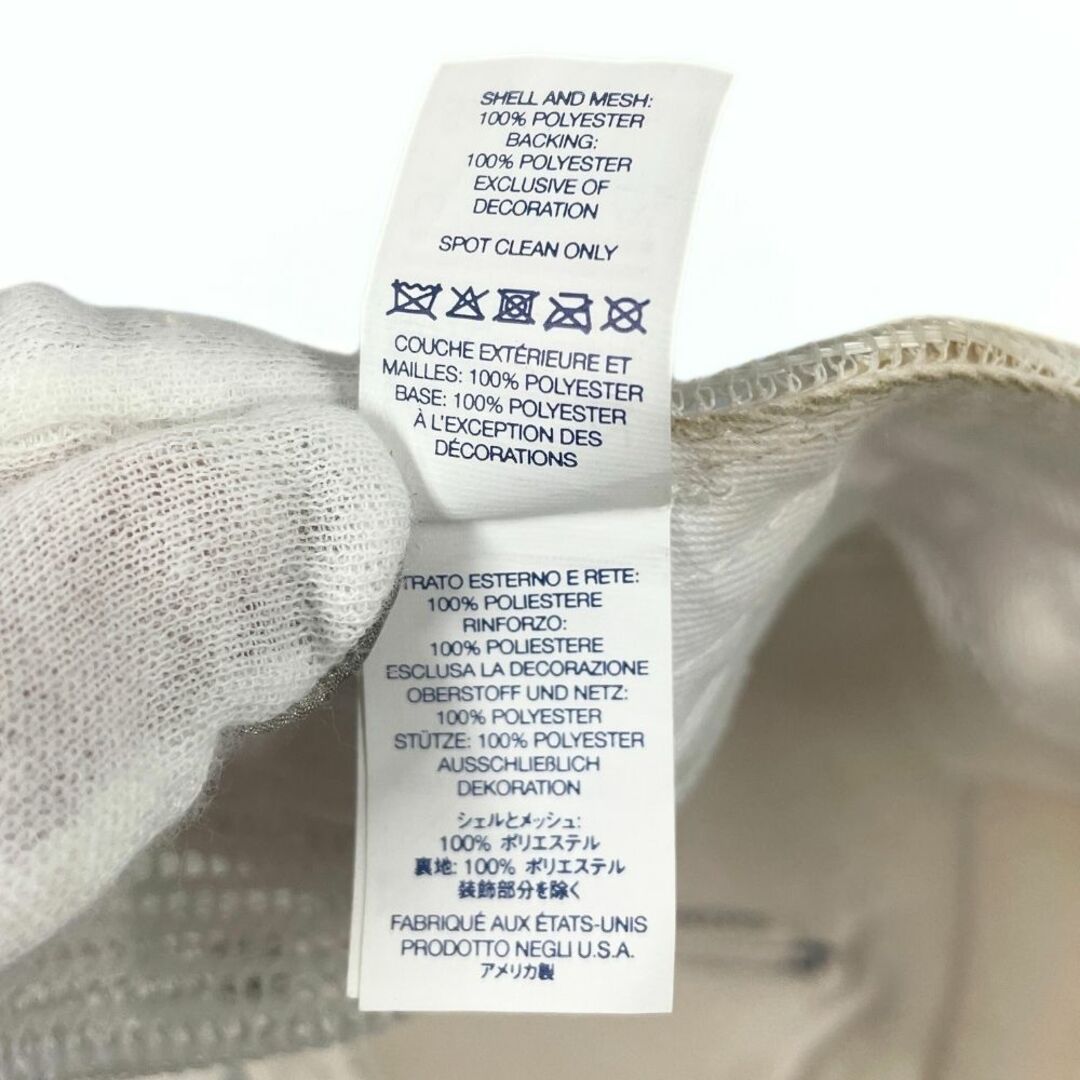 SHELL AND MESH:
100% POLYESTER
BACKING:
100% POLYESTER
EXCLUSIVE OF
DECORATION
SPOT CLEAN ONLY
COUCHE EXTÉRIEURE ET
MAILLES: 100% POLYESTER
BASE: 100% POLYESTER
À L'EXCEPTION DES
DÉCORATIONS
TRATO ESTERNO E RETE:
100% POLIESTERE
RINFORZO:
100% POLIESTERE
ESCLUSA LA DECORAZIONE
OBERSTOFF UND NETZ:
100% POLYESTER
STÜTZE: 100% POLYESTER
AUSSCHLIEßLICH
DEKORATION
シェルとメッシュ:
100% ポリエステル
裏地: 100% ポリエステル
装飾部分を除く
FABRIQUÉ AUX ÉTATS-UNIS
PRODOTTO NEGLI U.S.A.
アメリカ製